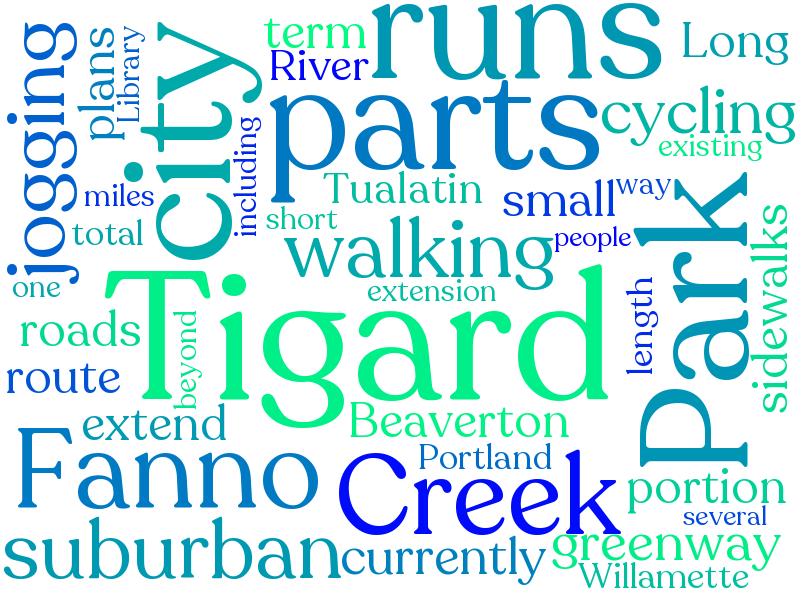 runs
term
Long
River
jogging
plans
Library
city
parts
cycling
existing
including
Tualatin
small
way
miles
short
total
walking
people
Park
one
extension
Tigard
roads
beyond
length
sidewalks
route
extend
Beaverton
Fanno
Creek
Portland
portion
several
suburban
currently
greenway
Willamette